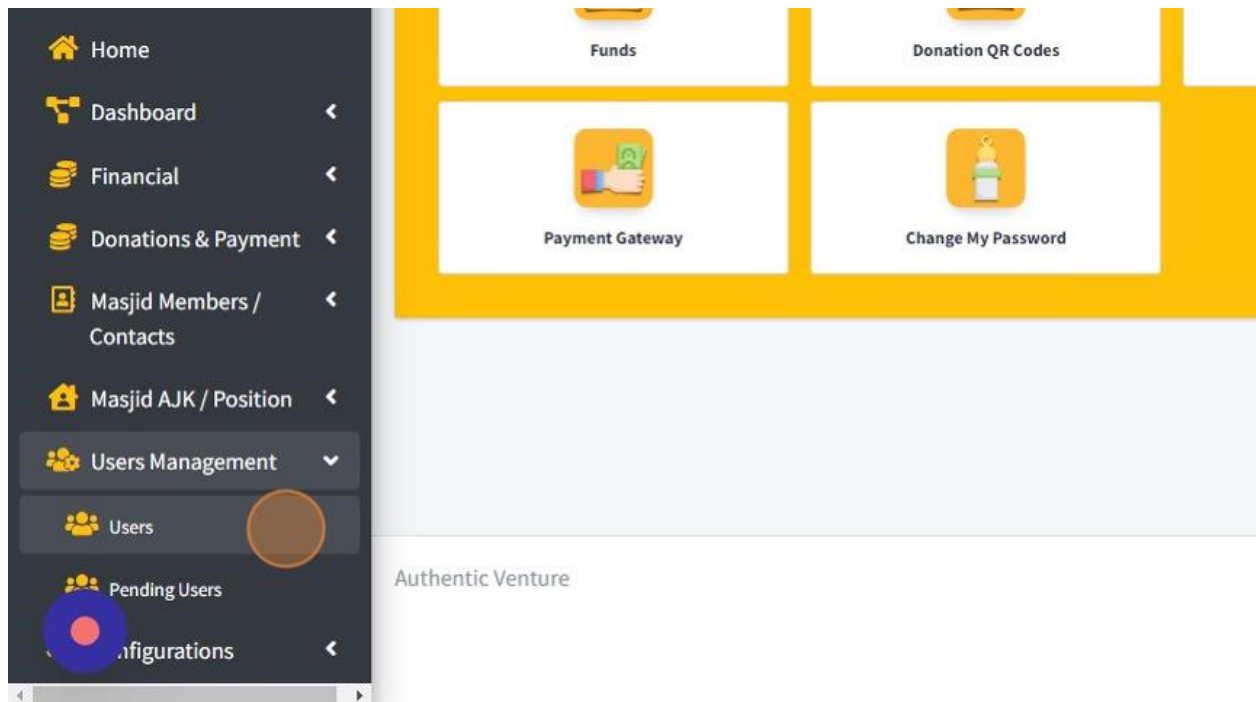 Home
Dashboard
Financial
Donations & Payment
Masjid Members /
Contacts
Masjid AJK / Position
Users Management
Users
Pending Users
nfigurations
Funds
Donation QR Codes
Payment Gateway
Change My Password
Authentic Venture